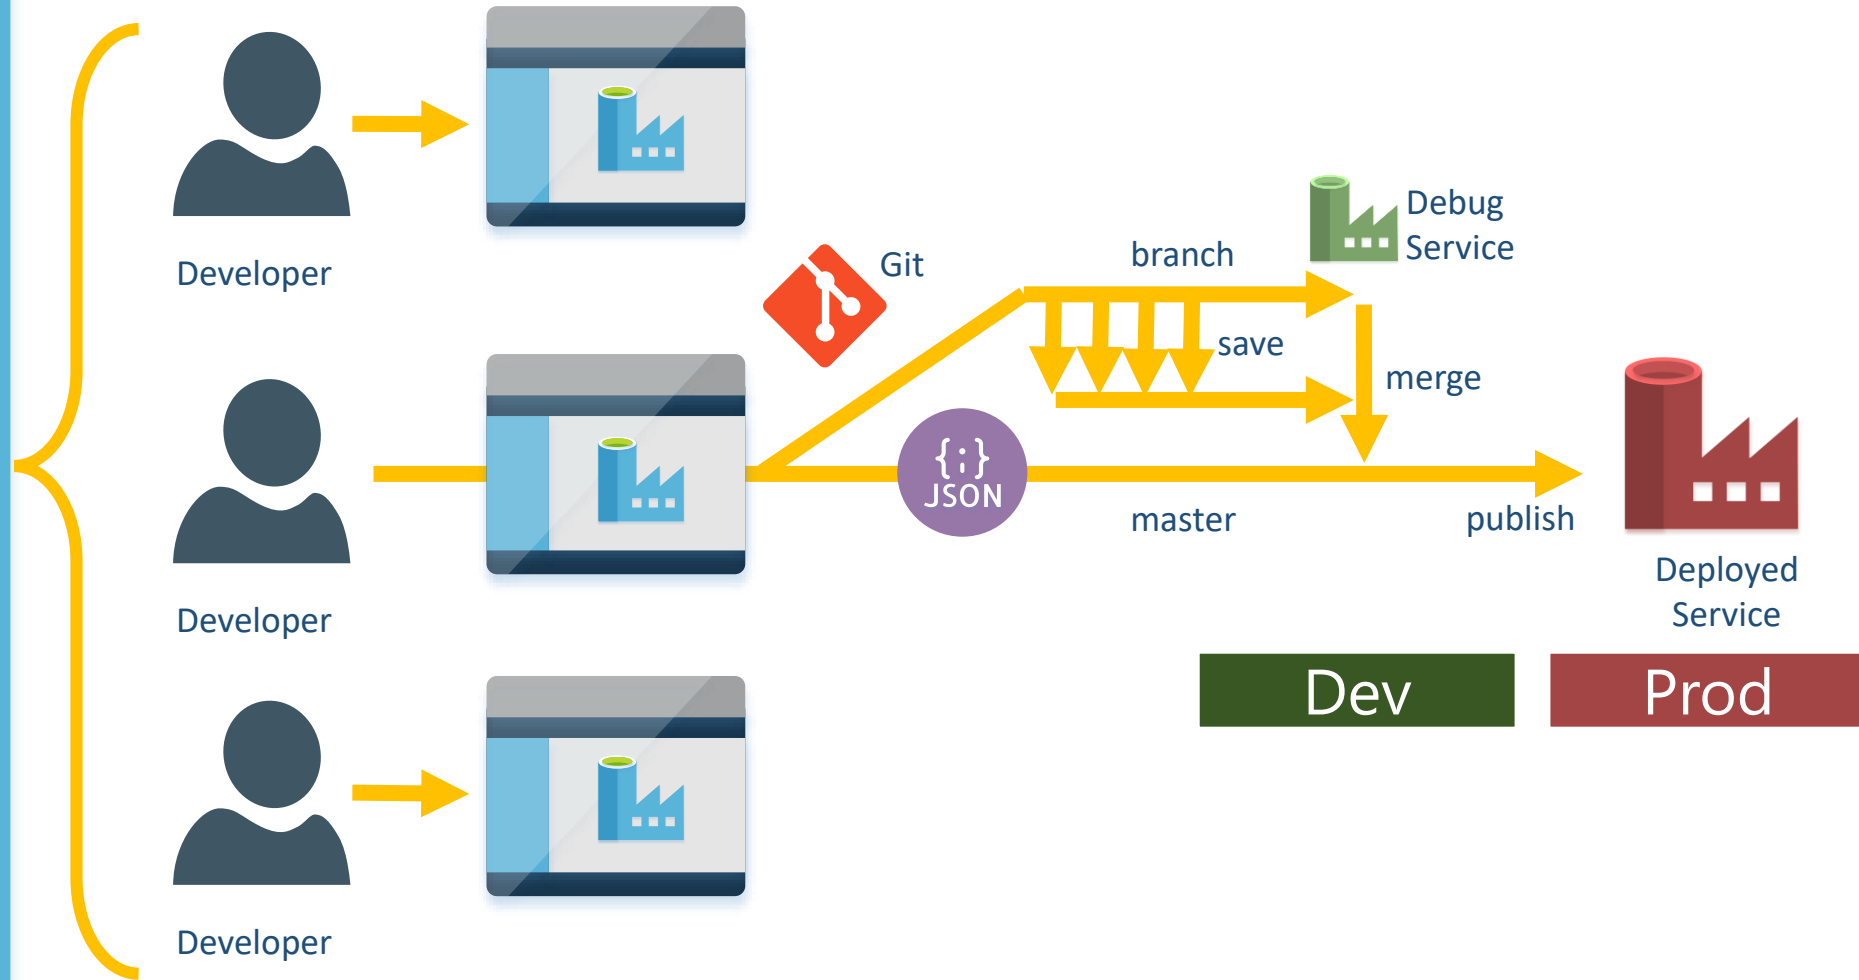 Developer
Git
branch
Debug
Service
save
merge
{;}
JSON
master
publish
Developer
Deployed
Service
Dev
Prod
Developer